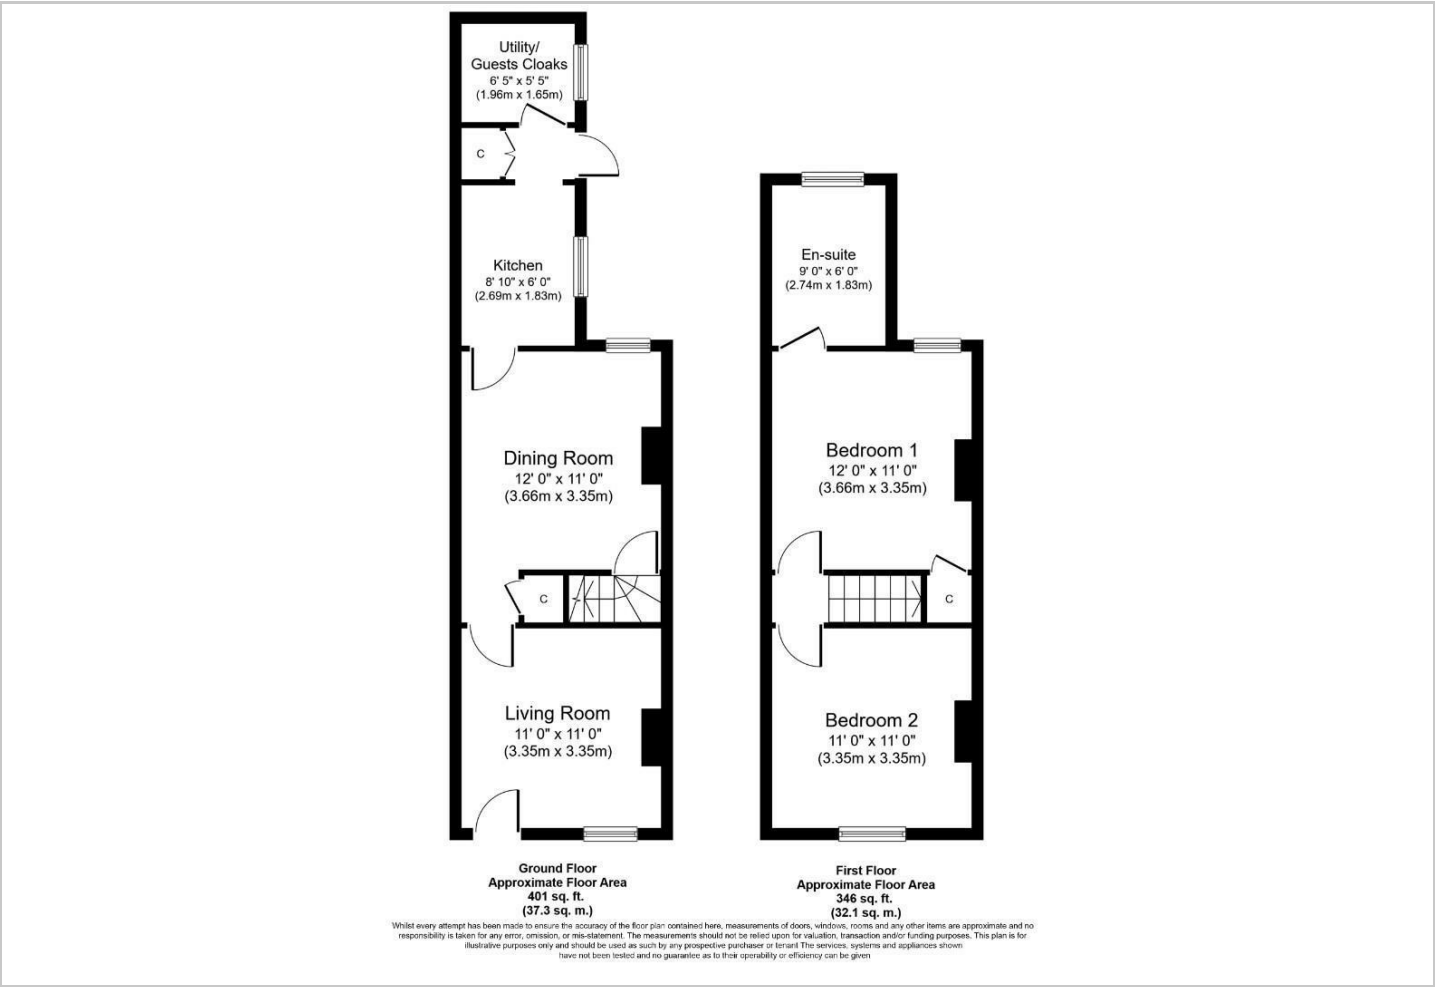 Utility/
Guests Cloaks
6' 5" x 5' 5"
(1.96m x 1.65m)
C
Kitchen
8' 10" x 6' 0"
(2.69m x 1.83m)
Dining Room
12' 0" x 11' 0"
(3.66m x 3.35m)
C
Living Room
11' 0" x 11' 0"
(3.35m x 3.35m)
Ground Floor
Approximate Floor Area
401 sq. ft.
(37.3 sq. m.)
En-suite
9' 0" x 6' 0"
(2.74m x 1.83m)
Bedroom 1
12' 0" x 11' 0"
(3.66m x 3.35m)
C
Bedroom 2
11' 0" x 11' 0"
(3.35m x 3.35m)
First Floor
Approximate Floor Area
346 sq. ft.
(32.1 sq. m.)
Whilst every attempt has been made to ensure the accuracy of the floor plan contained here, measurements of doors, windows, rooms and any other items are approximate and no
responsibility is taken for any error, omission, or mis-statement. The measurements should not be relied upon for valuation, transaction and/or funding purposes. This plan is for
illustrative purposes only and should be used as such by any prospective purchaser or tenant The services, systems and appliances shown
have not been tested and no guarantee as to their operability or efficiency can be given